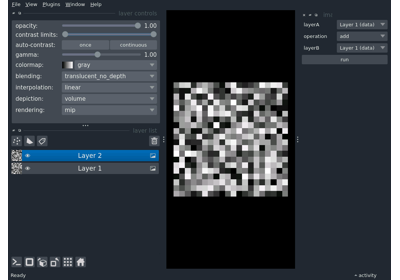 File View Plugins Window Help
layer controls
opacity: 1.00
contrast limits:
auto-contrast: once continuous
gamma: 1.00
colormap: gray
blending: translucent_no_depth
interpolation: linear
depiction: volume
rendering: mip
layer list
Layer 2
Layer 1
layerA Layer 1 (data)
operation add
layerB Layer 1 (data)
run
Ready
activity